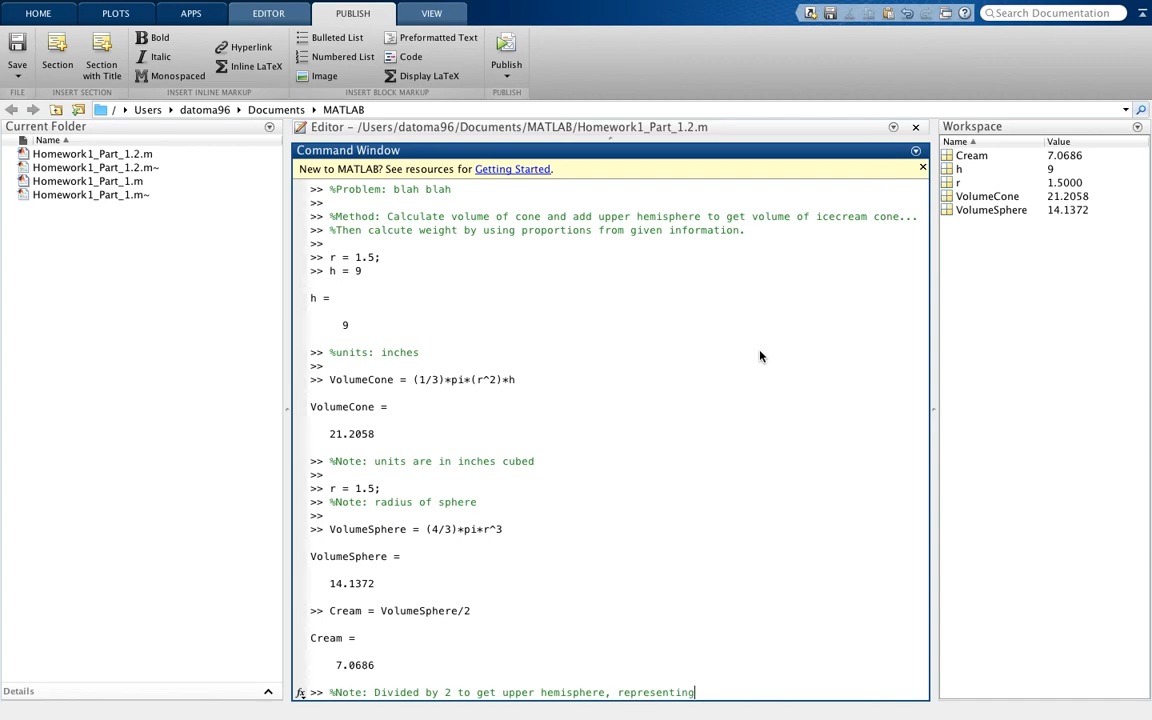 HOME PLOTS APPS EDITOR PUBLISH VIEW Search Documentation
Bold Bulleted List Preformatted Text
Hyperlink
Italic Numbered List Code
Save Section Section with Title Inline LaTeX Publish
Monospaced Image Display LaTeX
FILE INSERT SECTION INSERT INLINE MARKUP INSERT BLOCK MARKUP PUBLISH
/ Users datoma96 Documents MATLAB
Current Folder
Name
Homework1_Part_1.2.m
Homework1_Part_1.2.m~
Homework1_Part_1.m
Homework1_Part_1.m~
Details
Editor – /Users/datoma96/Documents/MATLAB/Homework1_Part_1.2.m
Command Window
New to MATLAB? See resources for Getting Started.
>> %Problem: blah blah
>>
>> %Method: Calculate volume of cone and add upper hemisphere to get volume of icecream cone...
>> %Then calcute weight by using proportions from given information.
>>
>> r = 1.5;
>> h = 9
h =
9
>> %units: inches
>>
>> VolumeCone = (1/3)*pi*(r^2)*h
VolumeCone =
21.2058
>> %Note: units are in inches cubed
>>
>> r = 1.5;
>> %Note: radius of sphere
>>
>> VolumeSphere = (4/3)*pi*r^3
VolumeSphere =
14.1372
>> Cream = VolumeSphere/2
Cream =
7.0686
fx >> %Note: Divided by 2 to get upper hemisphere, representing
Workspace
Name Value
Cream 7.0686
h 9
r 1.5000
VolumeCone 21.2058
VolumeSphere 14.1372